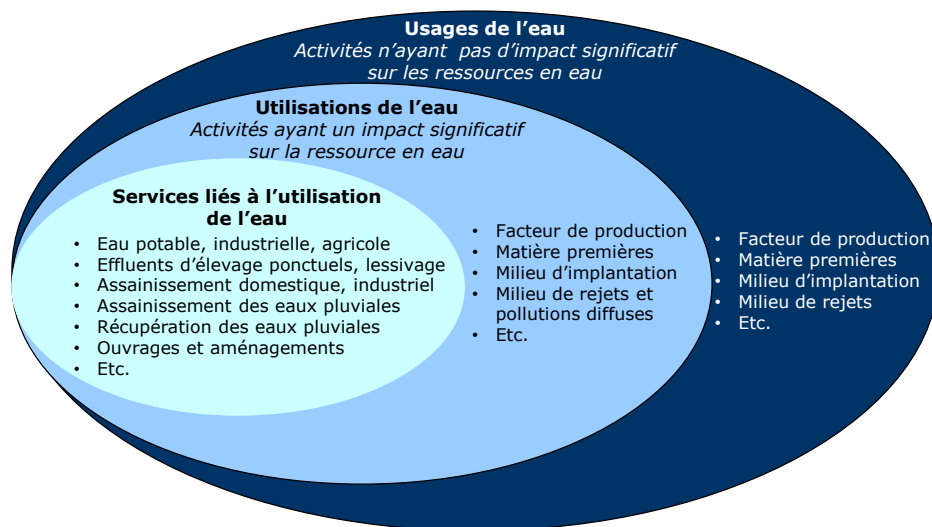 Usages de l’eau
Activités n’ayant pas d’impact significatif
sur les ressources en eau
Utilisations de l’eau
Activités ayant un impact significatif
sur la ressource en eau
Services liés à l’utilisation
de l’eau
• Eau potable, industrielle, agricole
• Effluents d’élevage ponctuels, lessivage
• Assainissement domestique, industriel
• Assainissement des eaux pluviales
• Récupération des eaux pluviales
• Ouvrages et aménagements
• Etc.
• Facteur de production
• Matière premières
• Milieu d’implantation
• Milieu de rejets et
pollutions diffuses
• Etc.
• Facteur de production
• Matière premières
• Milieu d’implantation
• Milieu de rejets
• Etc.